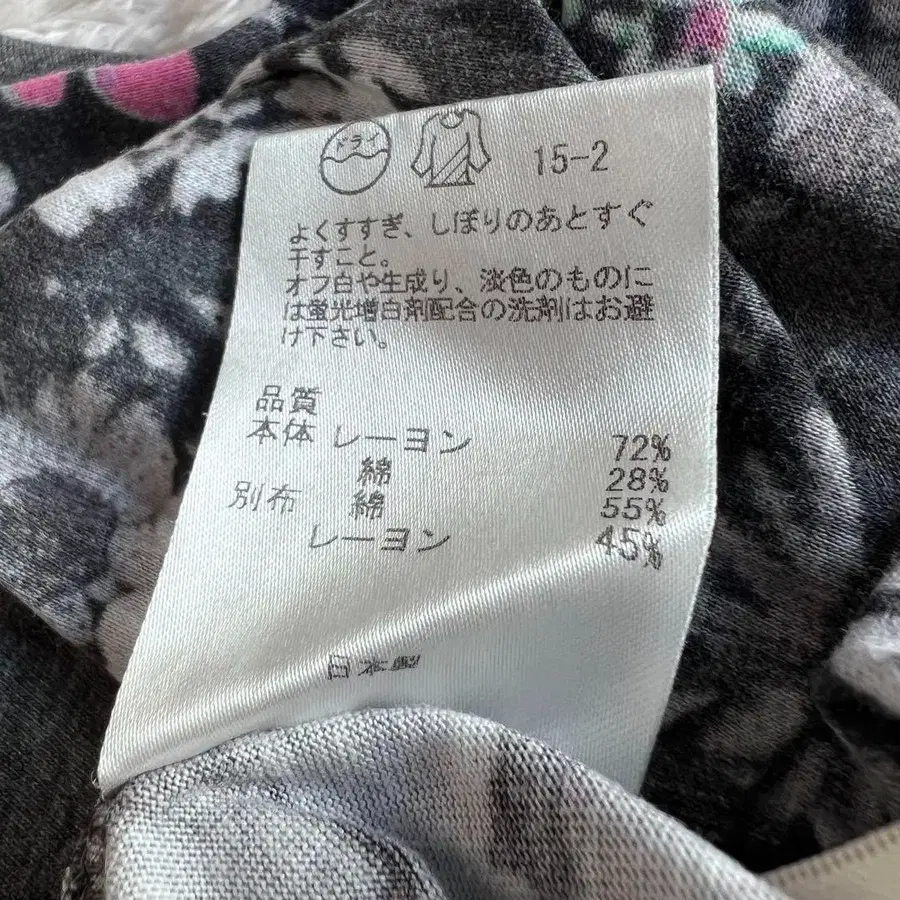 ドライ 15-2
よくすすぎ、しぼりのあとすぐ
干すこと。
オフ白や生成り、淡色のものに
は蛍光増白剤配合の洗剤はお避
け下さい。
品質
本体 レーヨン 72%
綿 28%
別布 綿 55%
レーヨン 45%
日本製